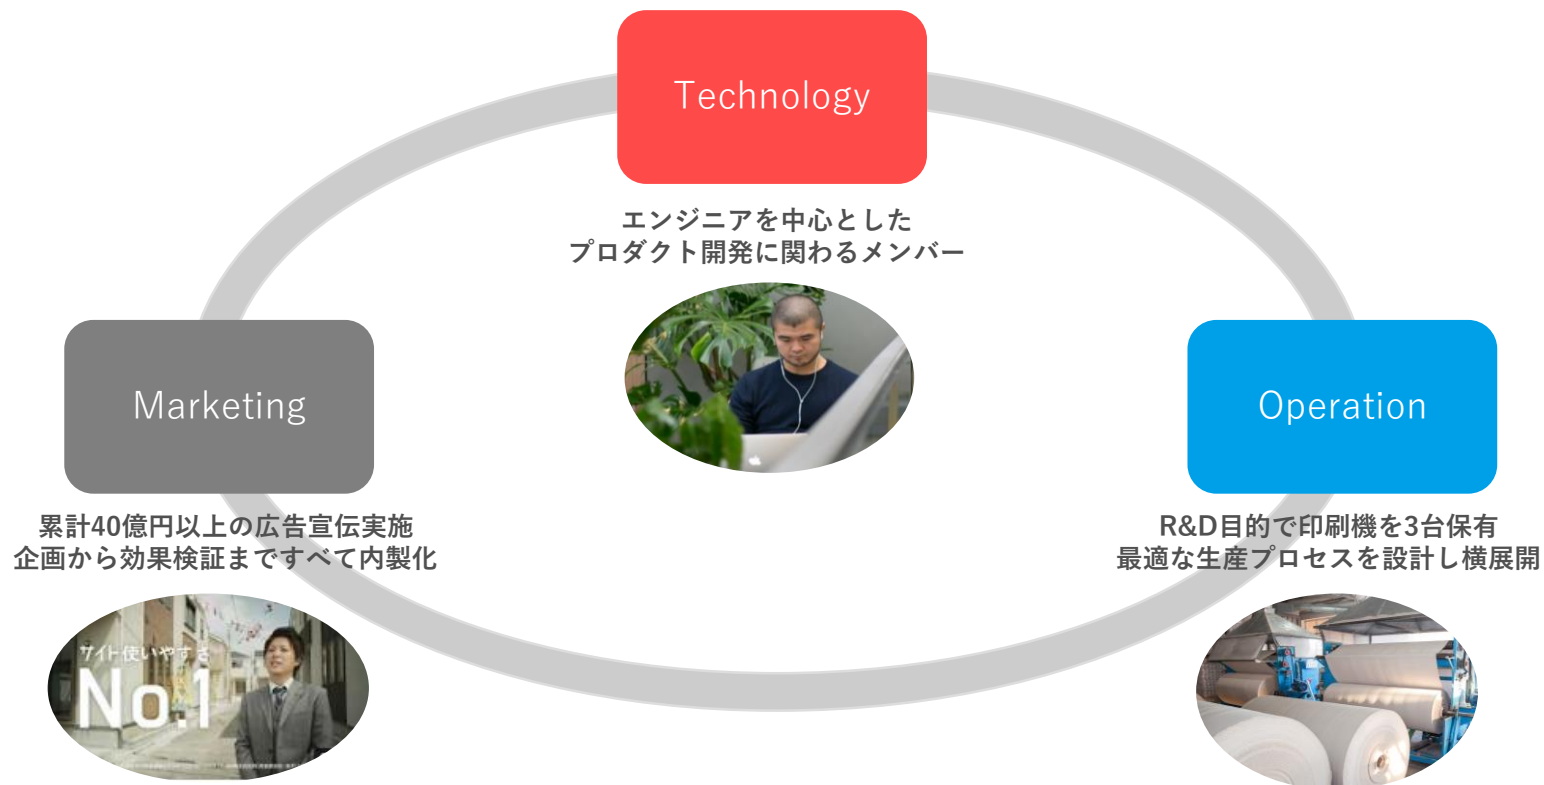 Technology
エンジニアを中心とした
プロダクト開発に関わるメンバー
Marketing
累計40億円以上の広告宣伝実施
企画から効果検証まですべて内製化
サイト使いやすさ
No.1
Operation
R&D目的で印刷機を3台保有
最適な生産プロセスを設計し横展開